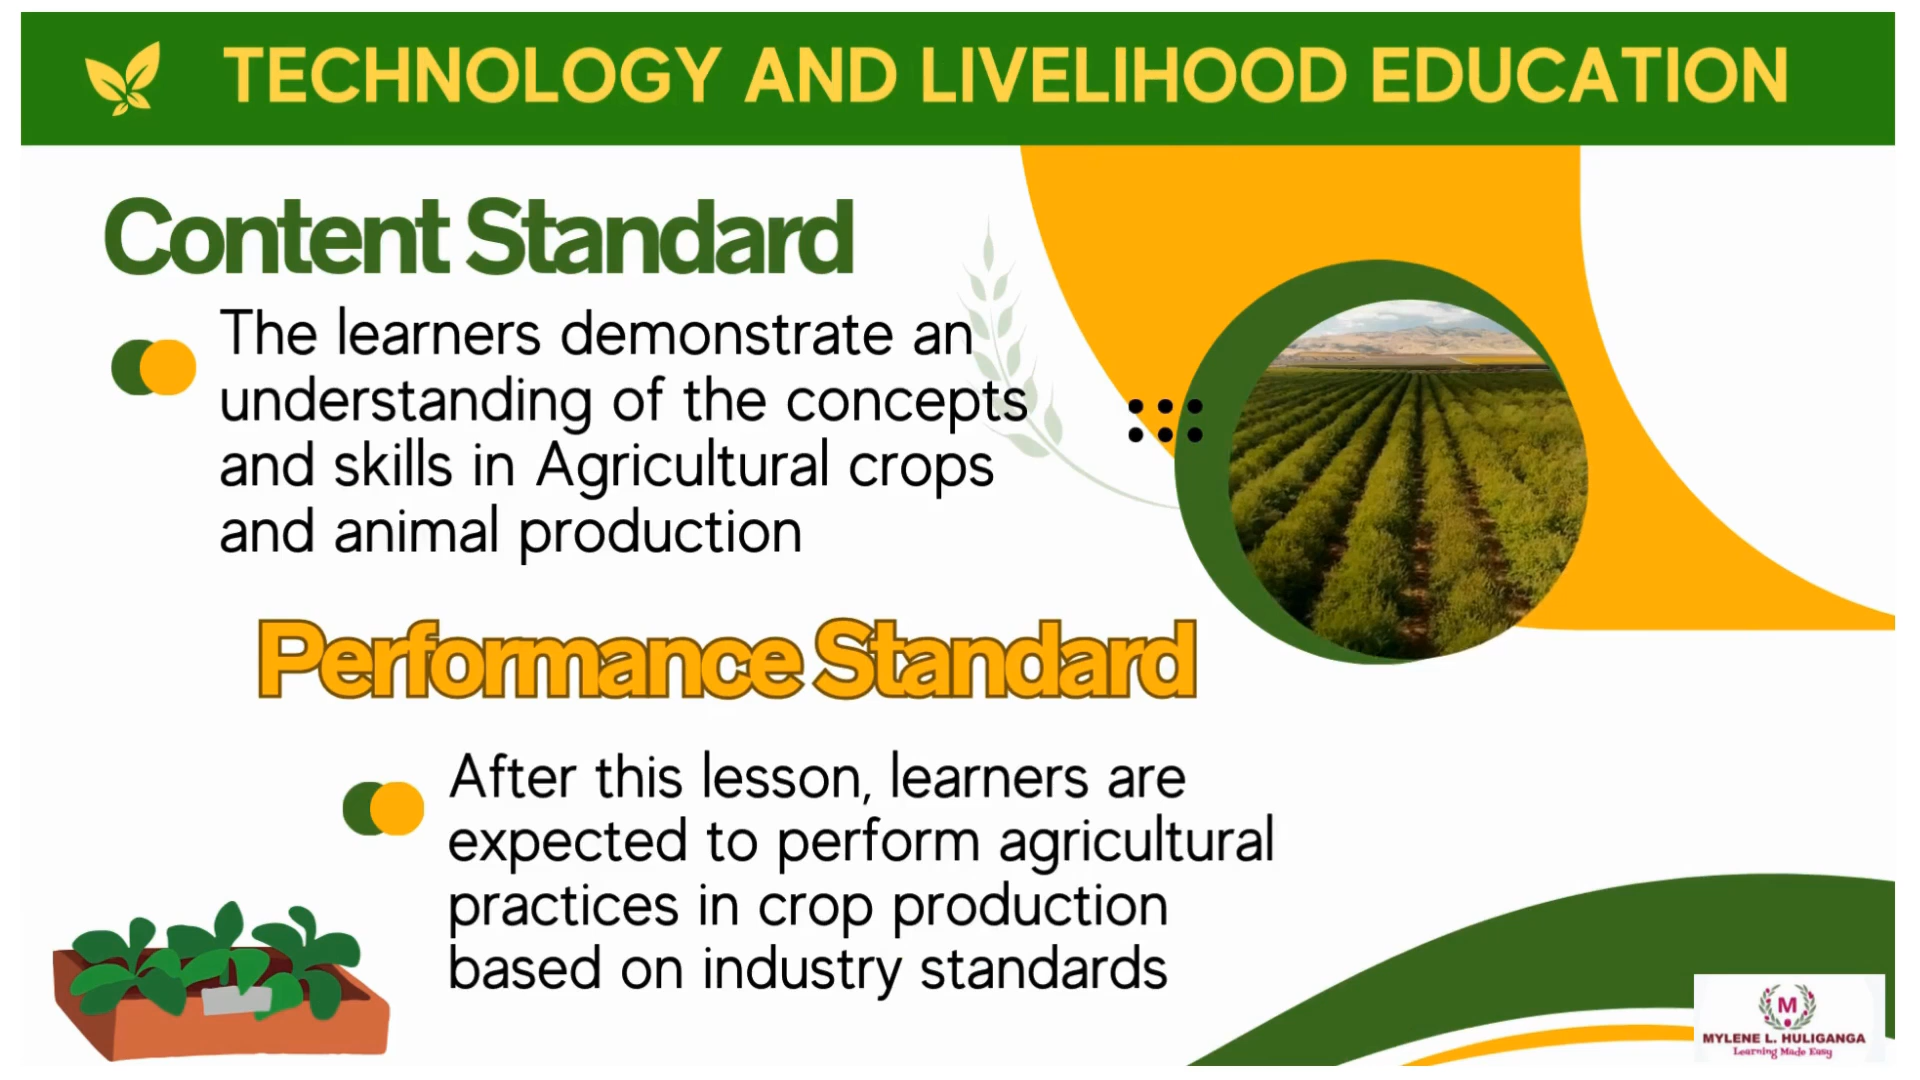 TECHNOLOGY AND LIVELIHOOD EDUCATION
Content Standard
The learners demonstrate an
understanding of the concepts
and skills in Agricultural crops
and animal production
Performance Standard
After this lesson, learners are
expected to perform agricultural
practices in crop production
based on industry standards
M
MYLENE L. HULIGANGA
Learning Made Easy